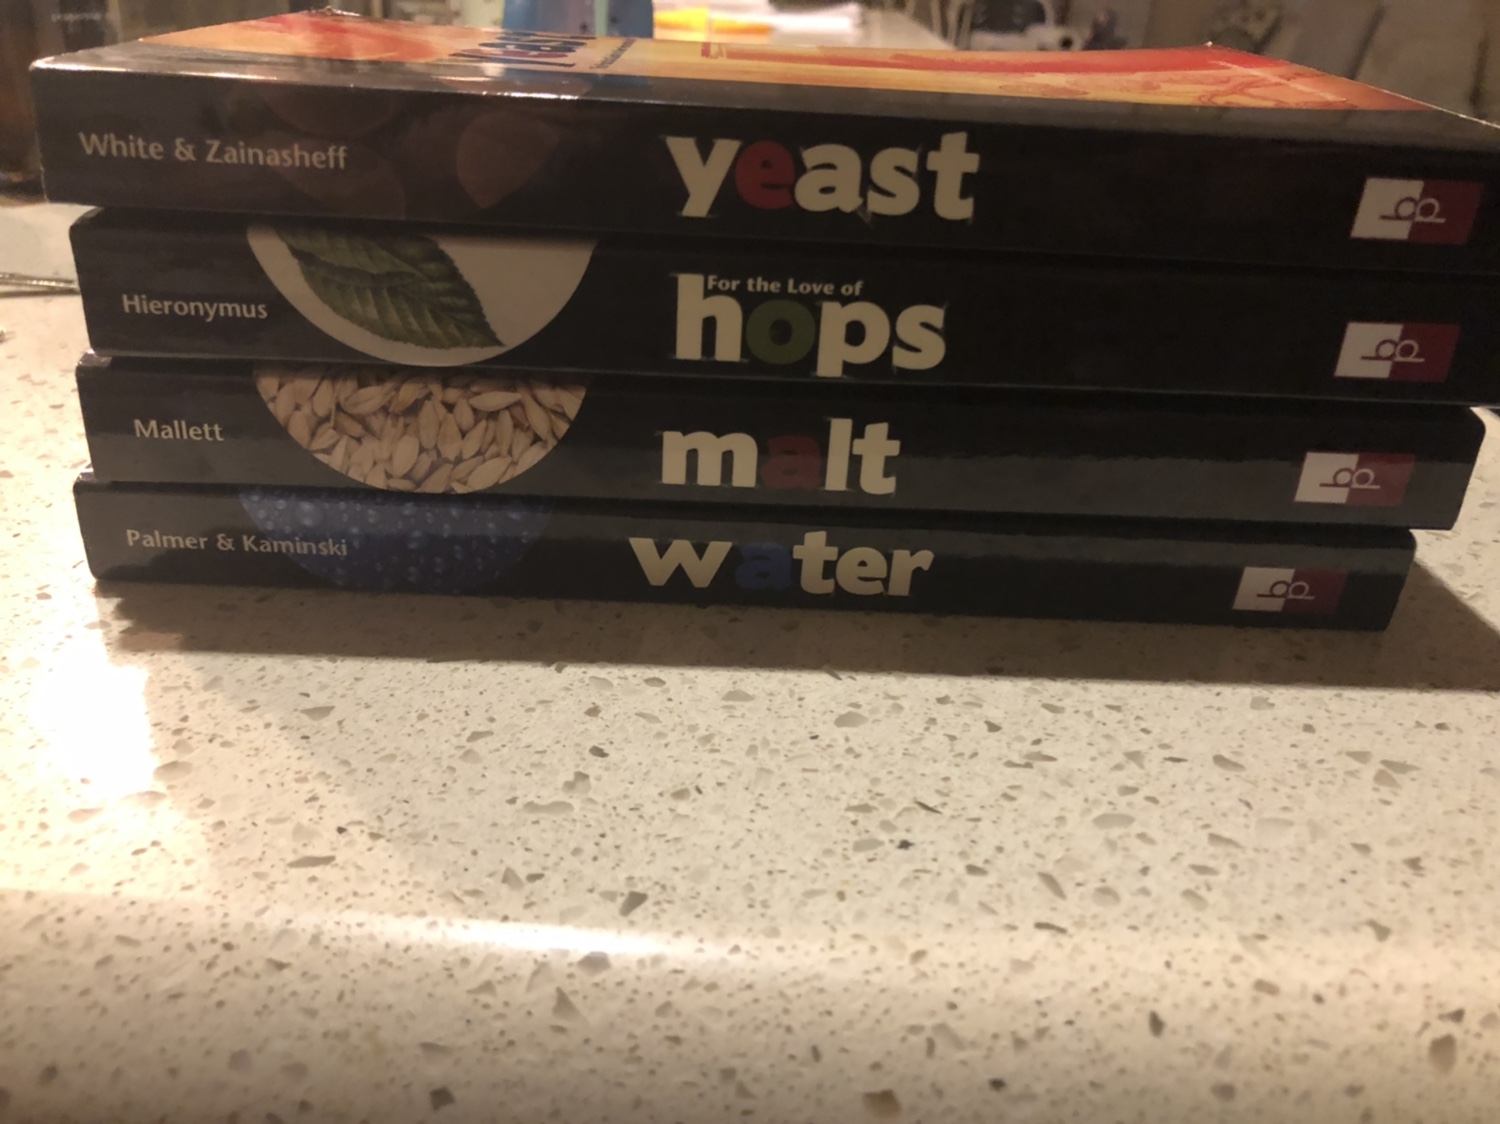 White & Zainasheff yeast
Hieronymus For the Love of hops
Mallett malt
Palmer & Kaminski water